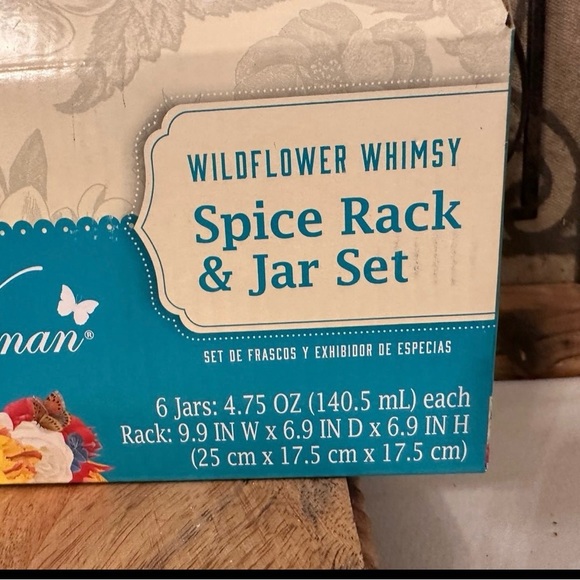 WILDFLOWER WHIMSY
Spice Rack
& Jar Set
SET DE FRASCOS Y EXHIBIDOR DE ESPECIAS
6 Jars: 4.75 OZ (140.5 mL) each
Rack: 9.9 IN W x 6.9 IN D x 6.9 IN H
(25 cm x 17.5 cm x 17.5 cm)